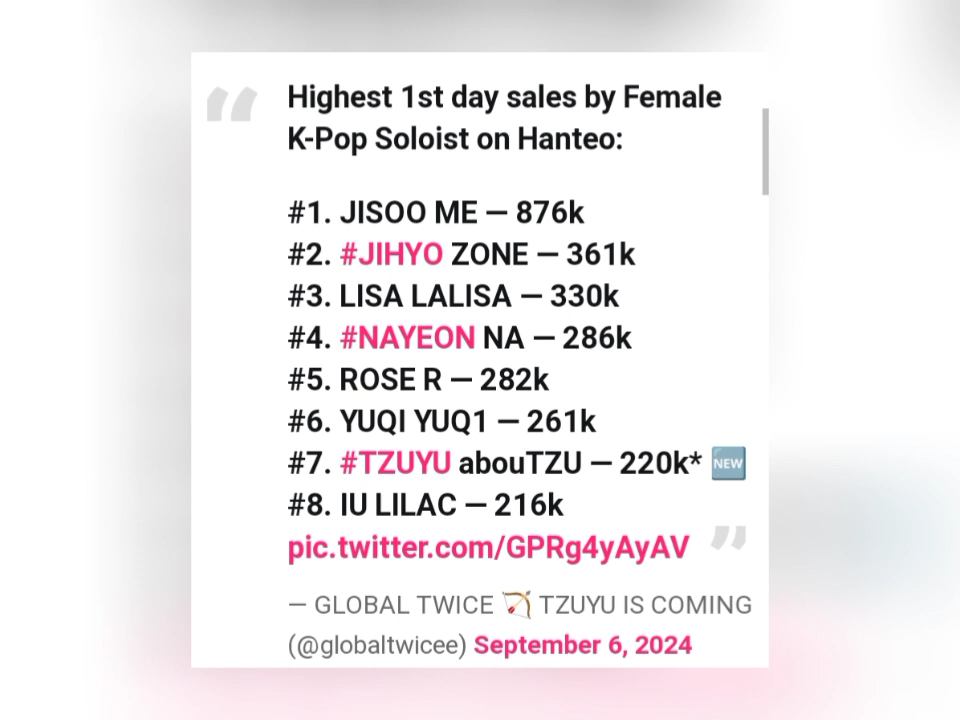 “
Highest 1st day sales by Female
K-Pop Soloist on Hanteo:
#1. JISOO ME — 876k
#2. #JIHYO ZONE — 361k
#3. LISA LALISA — 330k
#4. #NAYEON NA — 286k
#5. ROSE R — 282k
#6. YUQI YUQ1 — 261k
#7. #TZUYU abouTZU — 220k* 🆕
#8. IU LILAC — 216k
pic.twitter.com/GPRg4yAyAV ”
— GLOBAL TWICE 🏹 TZUYU IS COMING
(@globaltwicee) September 6, 2024